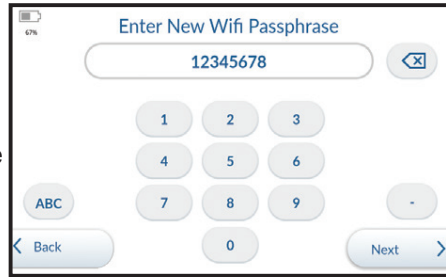 67%
Enter New Wifi Passphrase
12345678
1 2 3
4 5 6
e
ABC 7 8 9 -
Back 0 Next